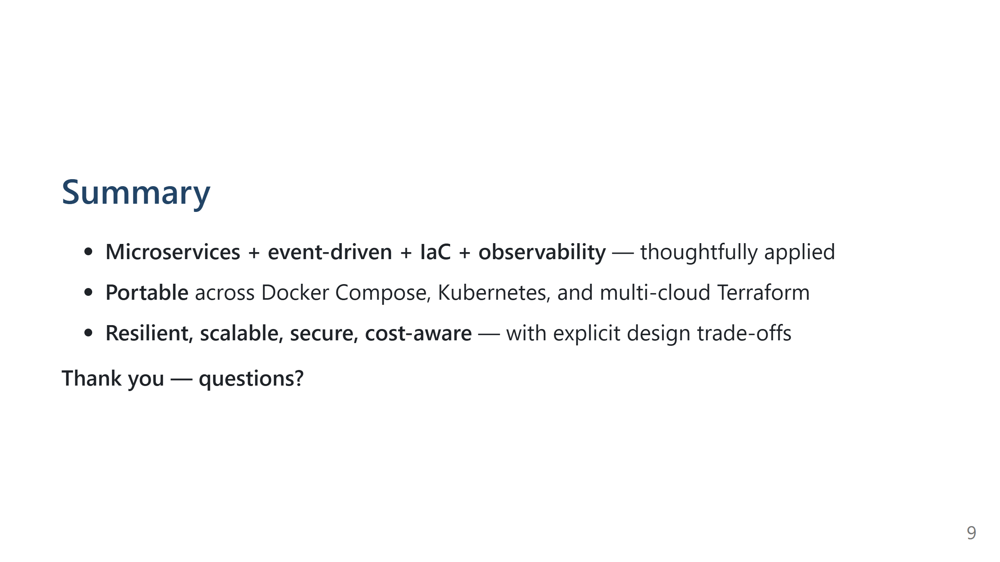 Summary
• Microservices + event-driven + IaC + observability — thoughtfully applied
• Portable across Docker Compose, Kubernetes, and multi-cloud Terraform
• Resilient, scalable, secure, cost-aware — with explicit design trade-offs
Thank you — questions?
9